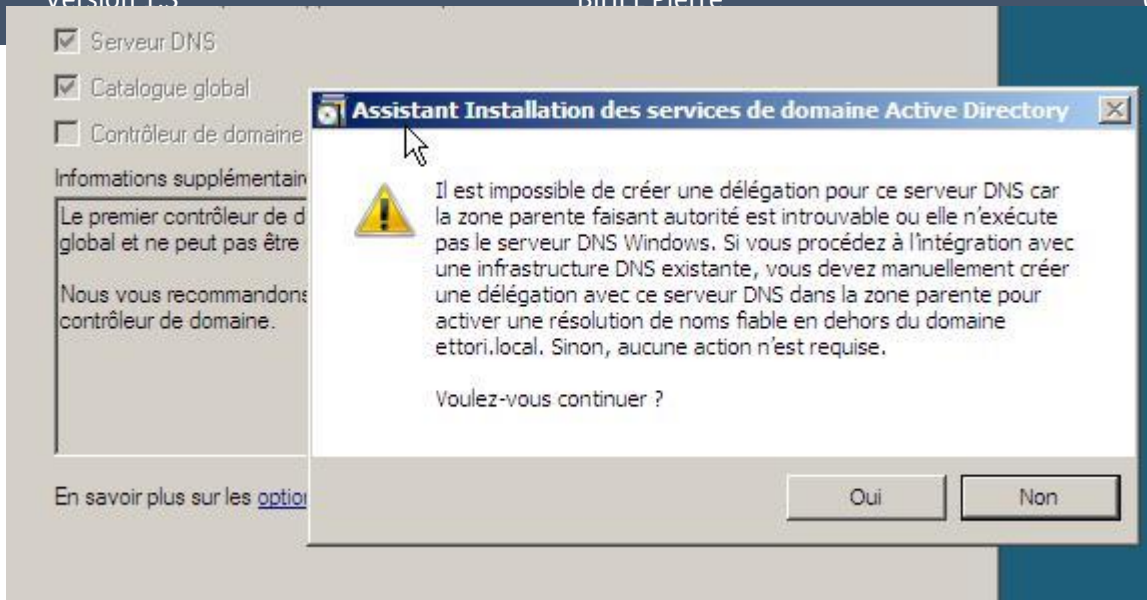 Version 1.3
Serveur DNS
Catalogue global
Contrôleur de domaine
Informations supplémentair
Le premier contrôleur de d
global et ne peut pas être
Nous vous recommandons
contrôleur de domaine.
En savoir plus sur les option
Assistant Installation des services de domaine Active Directory
Il est impossible de créer une délégation pour ce serveur DNS car
la zone parente faisant autorité est introuvable ou elle n'exécute
pas le serveur DNS Windows. Si vous procédez à l'intégration avec
une infrastructure DNS existante, vous devez manuellement créer
une délégation avec ce serveur DNS dans la zone parente pour
activer une résolution de noms fiable en dehors du domaine
ettori.local. Sinon, aucune action n'est requise.
Voulez-vous continuer ?
Oui
Non